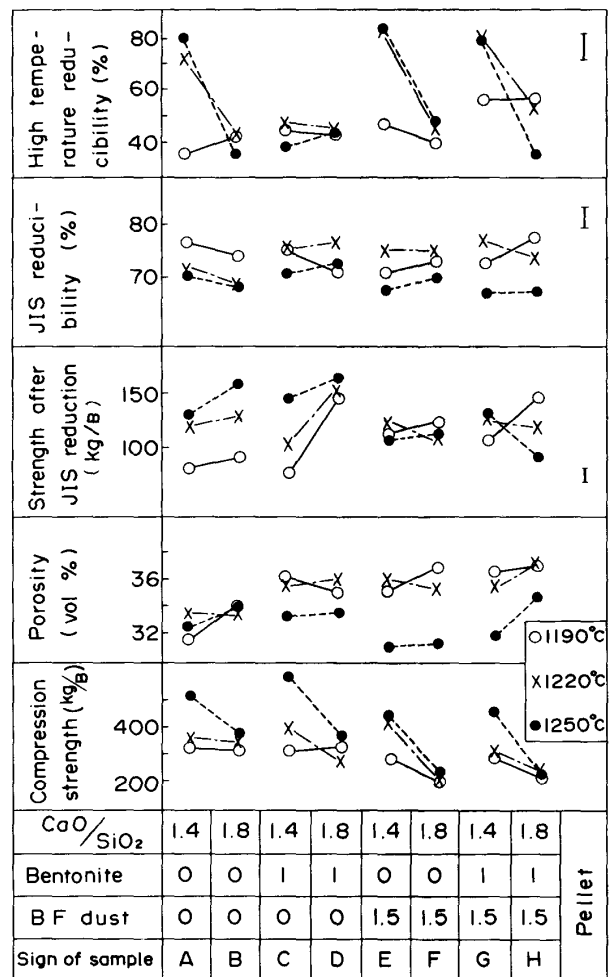 High tempe-
rature redu-
cibility (%)
80
60
40
JIS reduci-
bility (%)
80
70
Strength after
JIS reduction
(kg/B)
150
100
Porosity
(vol %)
36
32
○ 1190°C
× 1220°C
● 1250°C
Compression
strength (kg/B)
400
200
CaO/SiO2 1.4 1.8 1.4 1.8 1.4 1.8 1.4 1.8
Bentonite 0 0 1 1 0 0 1 1
BF dust 0 0 0 0 1.5 1.5 1.5 1.5
Sign of sample A B C D E F G H
Pellet